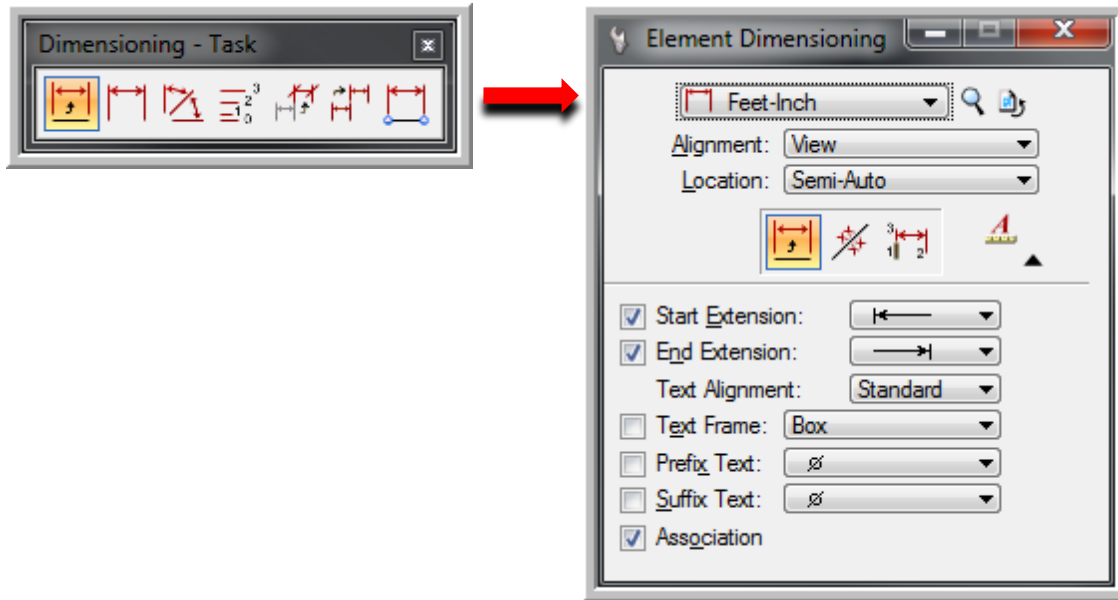 Dimensioning - Task
Element Dimensioning
Feet-Inch
Alignment: View
Location: Semi-Auto
Start Extension:
End Extension:
Text Alignment: Standard
Text Frame: Box
Prefix Text: ø
Suffix Text: ø
Association